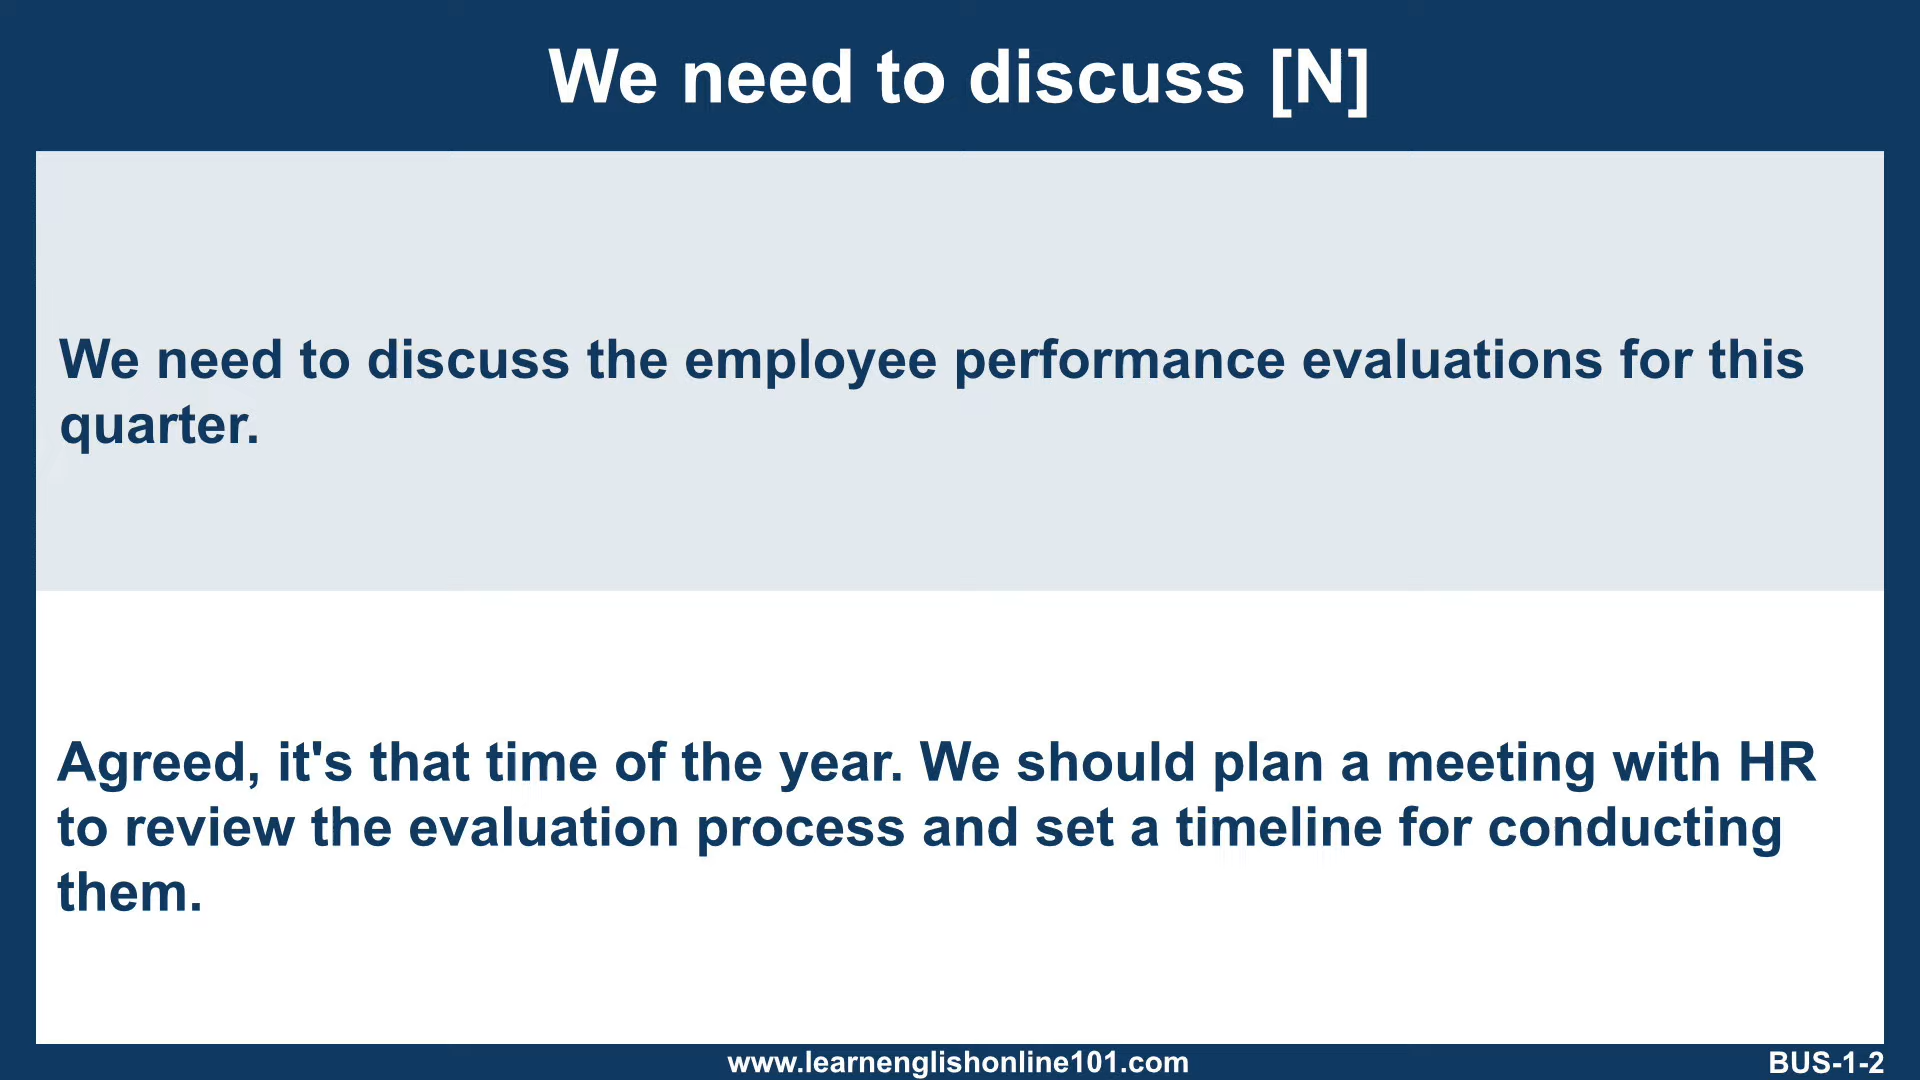 We need to discuss [N]
We need to discuss the employee performance evaluations for this
quarter.
Agreed, it's that time of the year. We should plan a meeting with HR
to review the evaluation process and set a timeline for conducting
them.
www.learnenglishonline101.com
BUS-1-2